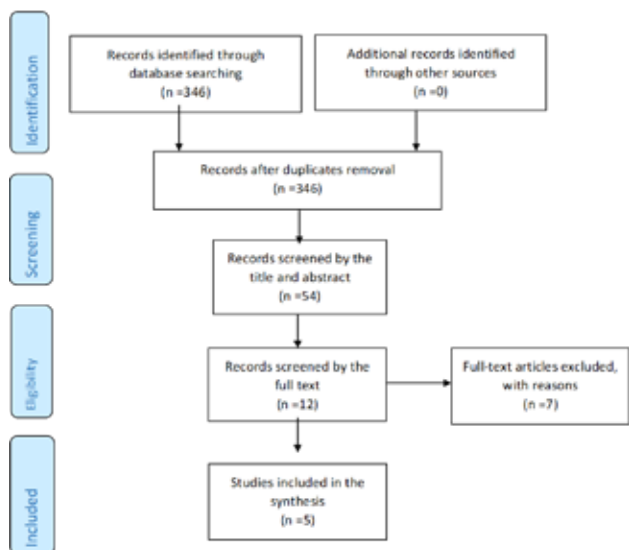 Identification
Records identified through
database searching
(n =346)
Additional records identified
through other sources
(n =0)
Records after duplicates removal
(n =346)
Screening
Records screened by the
title and abstract
(n =54)
Eligibility
Records screened by the
full text
(n =12)
Full-text articles excluded,
with reasons
(n =7)
Included
Studies included in the
synthesis
(n =5)